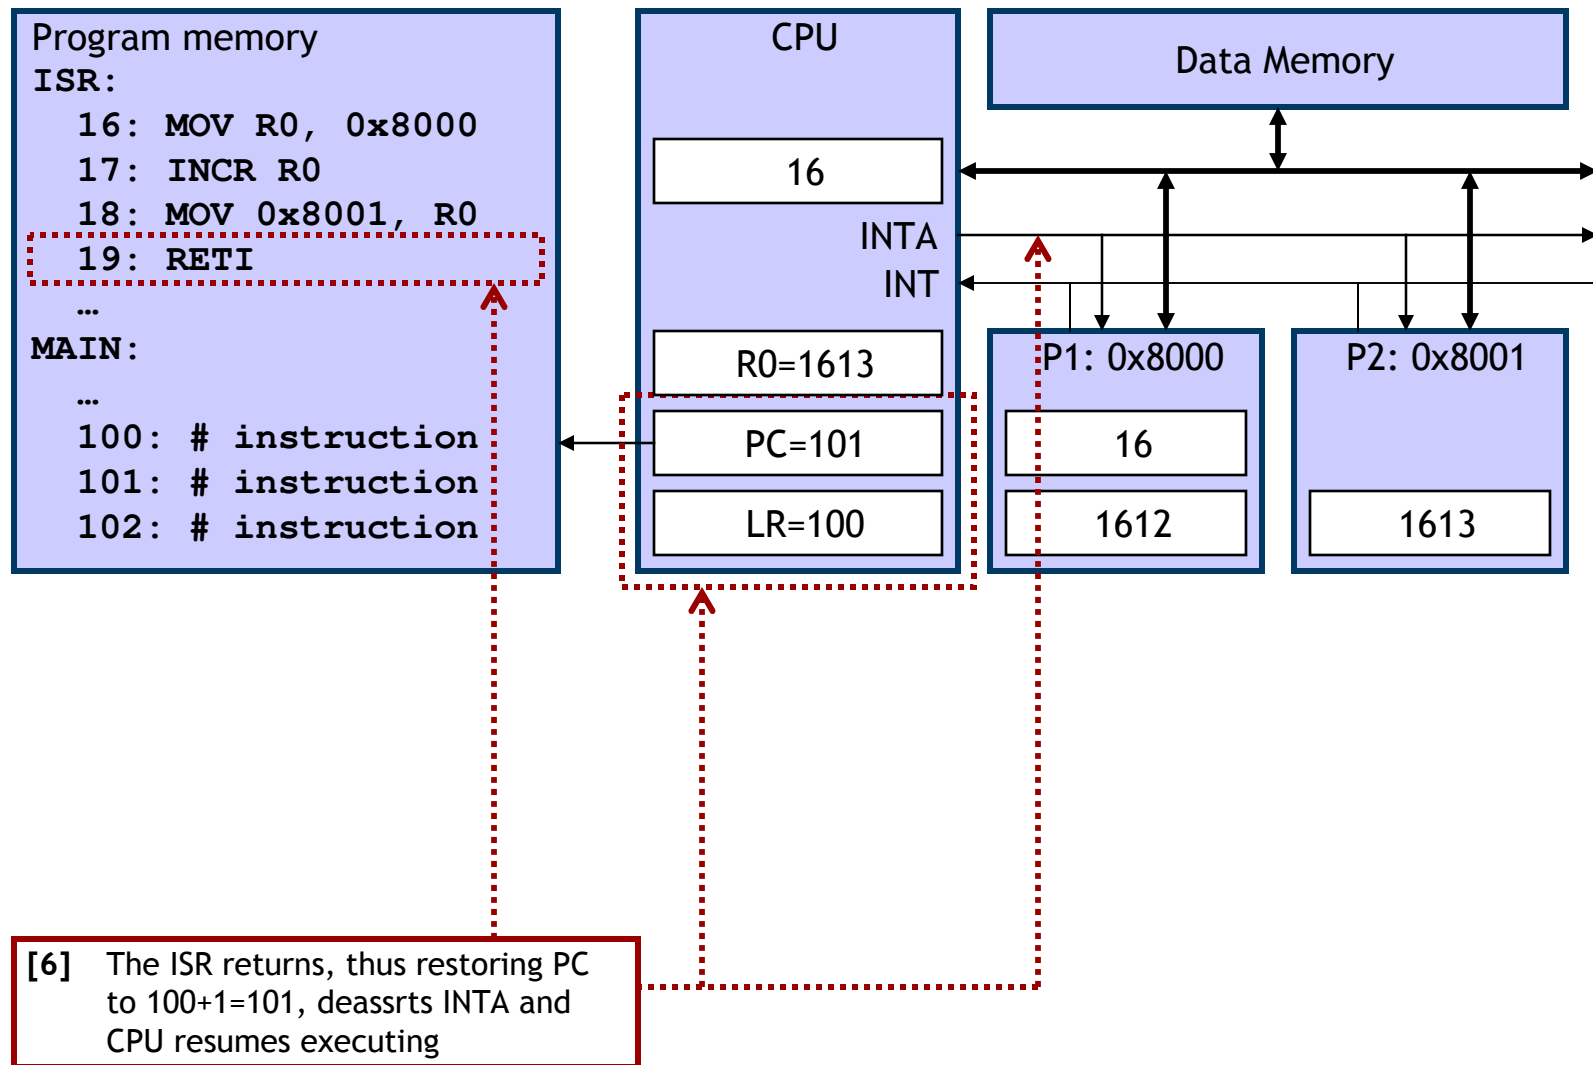 Program memory
ISR:
16: MOV R0, 0x8000
17: INCR R0
18: MOV 0x8001, R0
19: RETI
…
MAIN:
…
100: # instruction
101: # instruction
102: # instruction
CPU
16
INTA
INT
R0=1613
PC=101
LR=100
Data Memory
P1: 0x8000
16
1612
P2: 0x8001
1613
[6] The ISR returns, thus restoring PC
to 100+1=101, deassrts INTA and
CPU resumes executing